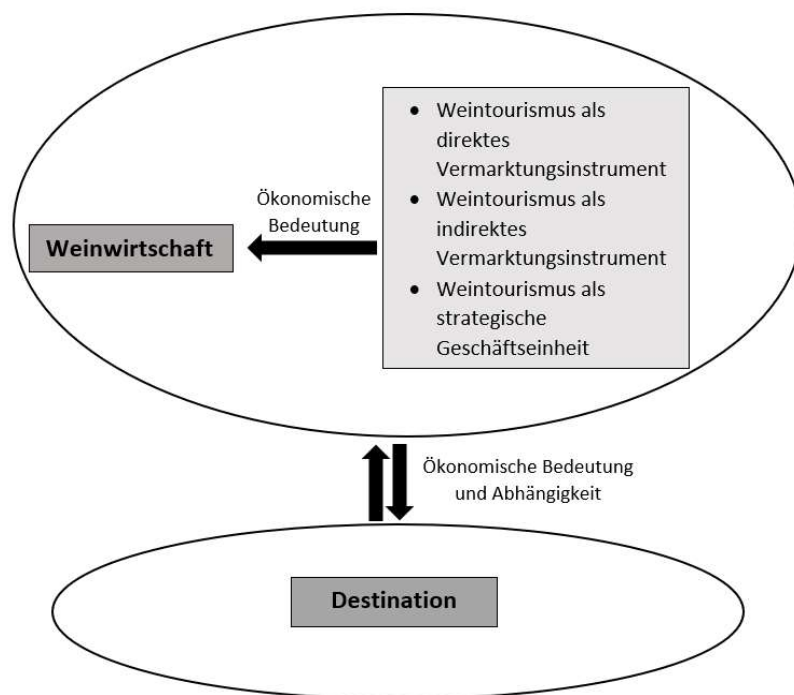 • Weintourismus als
direktes
Vermarktungsinstrument
• Weintourismus als
indirektes
Vermarktungsinstrument
• Weintourismus als
strategische
Geschäftseinheit
Ökonomische
Bedeutung
Weinwirtschaft
Ökonomische Bedeutung
und Abhängigkeit
Destination